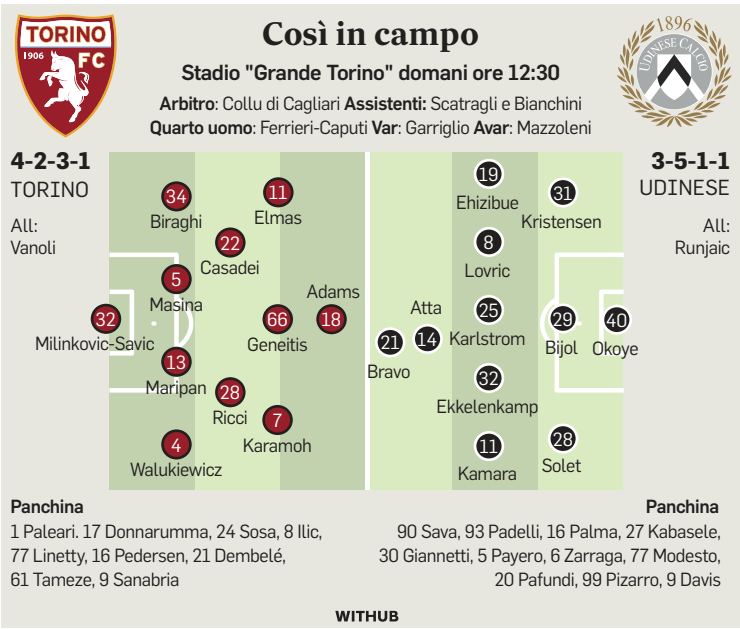 TORINO
1906
FC
Così in campo
Stadio "Grande Torino" domani ore 12:30
Arbitro: Collu di Cagliari Assistenti: Scatragli e Bianchini
Quarto uomo: Ferrieri-Caputi Var: Garriglio Avar: Mazzoleni
1896
UDINESE CALCIO
4-2-3-1
TORINO
All:
Vanoli
3-5-1-1
UDINESE
All:
Runjaic
34
Biraghi
11
Elmas
22
Casadei
5
Masina
Adams
32
66
18
Milinkovic-Savic
Geneitis
13
Maripan
28
Ricci
7
Karamoh
4
Walukiewicz
19
Ehizibue
31
Kristensen
8
Lovric
Atta
25
29
40
21
14
Karlstrom
Bijol
Okoye
Bravo
32
Ekkelenkamp
11
Kamara
28
Solet
Panchina
1 Paleari. 17 Donnarumma, 24 Sosa, 8 Ilic,
77 Linetty, 16 Pedersen, 21 Dembelé,
61 Tameze, 9 Sanabria
Panchina
90 Sava, 93 Padelli, 16 Palma, 27 Kabasele,
30 Giannetti, 5 Payero, 6 Zarraga, 77 Modesto,
20 Pafundi, 99 Pizarro, 9 Davis
WITHUB